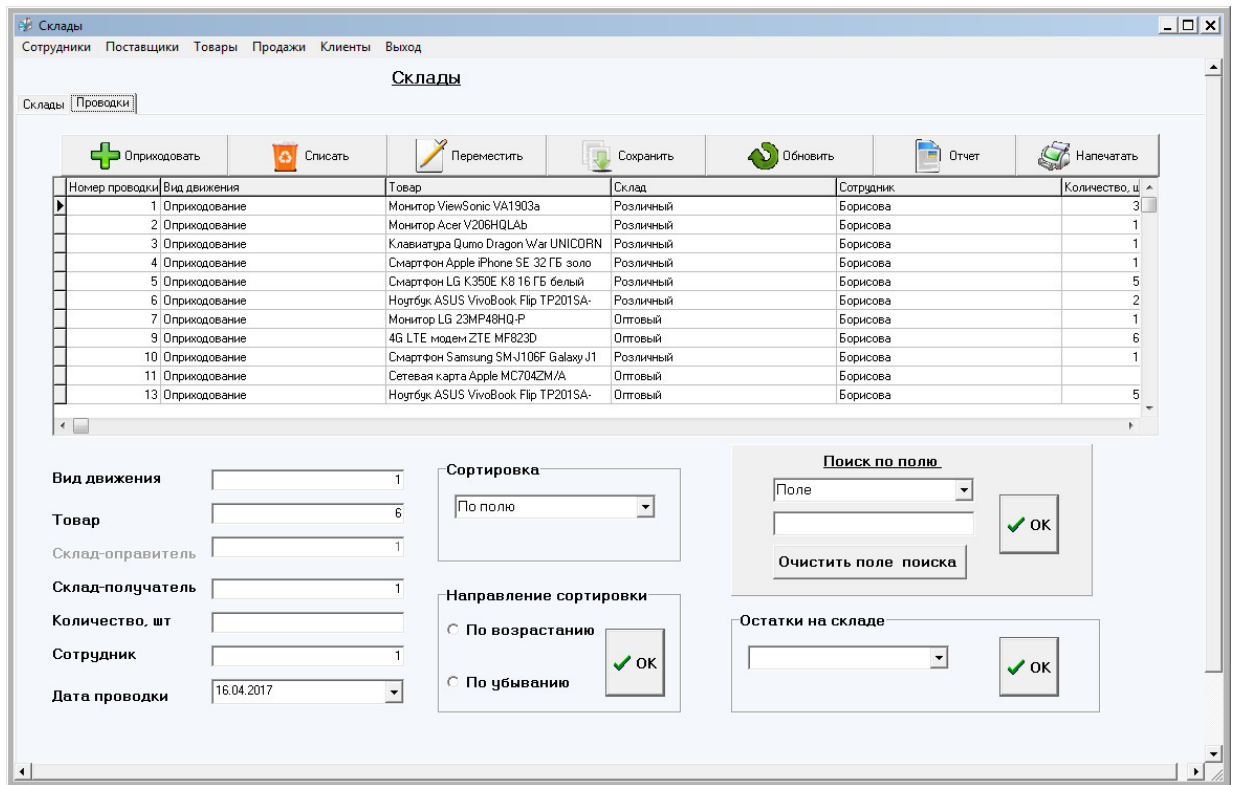 Склады
Сотрудники Поставщики Товары Продажи Клиенты Выход
Склады
Склады Проводки
Оприходовать Списать Переместить Сохранить Обновить Отчет Напечатать
Номер проводки Вид движения Товар Склад Сотрудник Количество, ш
1 Оприходование Монитор ViewSonic VA1903a Розличный Борисова 3
2 Оприходование Монитор Acer V206HQLAb Розличный Борисова 1
3 Оприходование Клавиатура Qumo Dragon War UNICORN Розличный Борисова 1
4 Оприходование Смартфон Apple iPhone SE 32 ГБ золо Розличный Борисова 1
5 Оприходование Смартфон LG K350E K8 16 ГБ белый Розличный Борисова 5
6 Оприходование Ноутбук ASUS VivoBook Flip TP201SA- Розличный Борисова 2
7 Оприходование Монитор LG 23MP48HQ-P Оптовый Борисова 1
9 Оприходование 4G LTE модем ZTE MF823D Оптовый Борисова 6
10 Оприходование Смартфон Samsung SM-J106F Galaxy J1 Розличный Борисова 1
11 Оприходование Сетевая карта Apple MC704ZM/A Оптовый Борисова
13 Оприходование Ноутбук ASUS VivoBook Flip TP201SA- Оптовый Борисова 5
Вид движения 1
Товар 6
Склад-оправитель 1
Склад-получатель 1
Количество, шт
Сотрудник 1
Дата проводки 16.04.2017
Сортировка
По полю
Направление сортировки
По возрастанию
По убыванию
OK
Поиск по полю
Поле
OK
Очистить поле поиска
Остатки на складе
OK